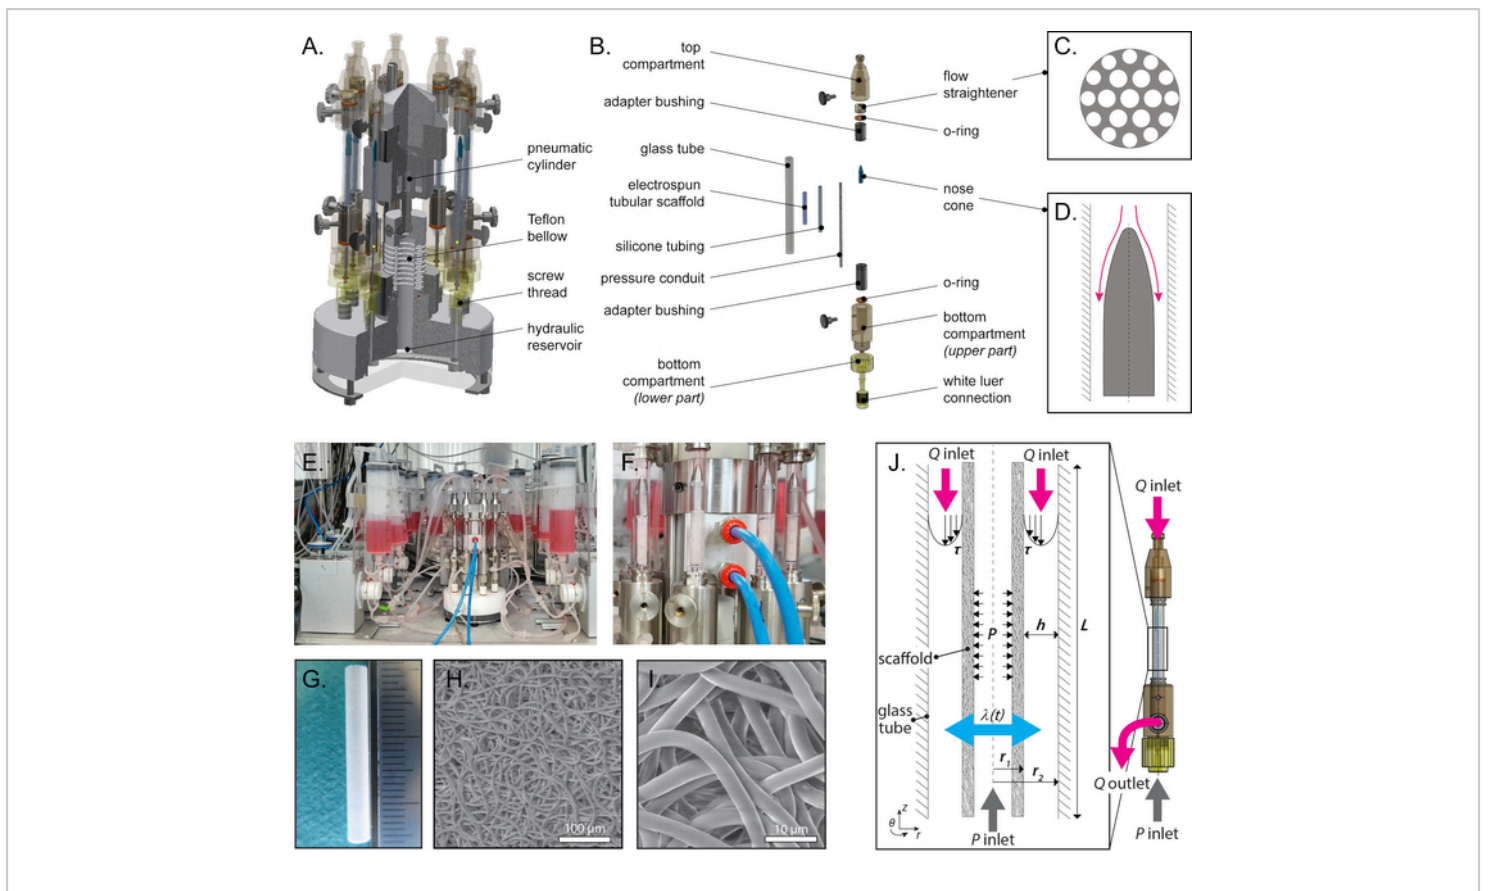 A.
pneumatic
cylinder
Teflon
bellow
screw
thread
hydraulic
reservoir
B.
top
compartment
adapter bushing
glass tube
electrospun
tubular scaffold
silicone tubing
pressure conduit
adapter bushing
bottom
compartment
(lower part)
flow
straightener
o-ring
nose
cone
o-ring
bottom
compartment
(upper part)
white luer
connection
C.
D.
E.
F.
G.
H.
100 µm
I.
10 µm
J.
Q inlet
Q inlet
τ
τ
P
h
L
scaffold
glass
tube
λ(t)
r1
r2
z
θ
r
P inlet
Q inlet
Q outlet
P inlet